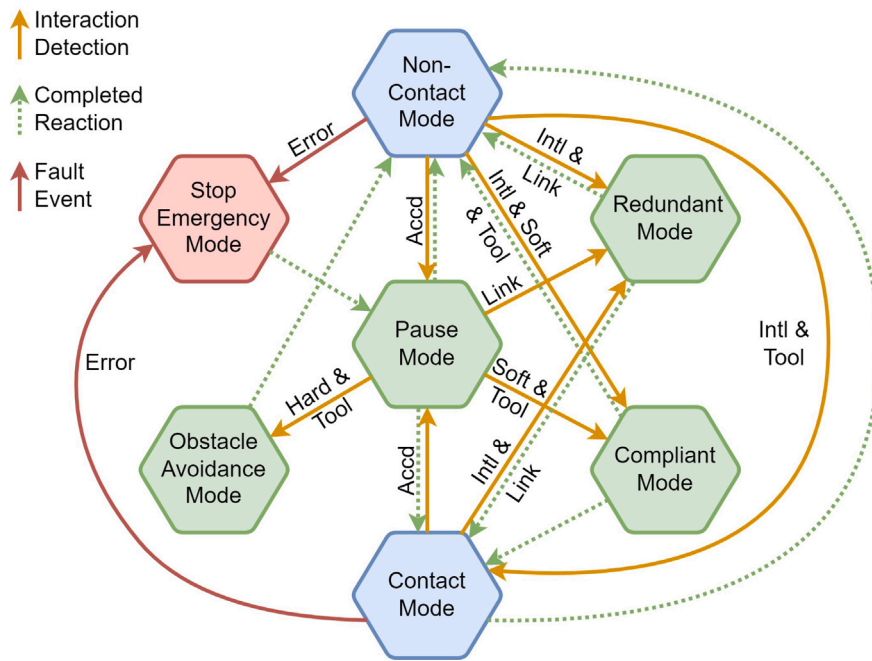 Interaction
Detection
Completed
Reaction
Fault
Event
Non-
Contact
Mode
Error
Intl &
Link
Stop
Emergency
Mode
Redundant
Mode
Accd
Intl & Soft
& Tool
Link
Pause
Mode
Intl &
Tool
Error
Hard &
Tool
Soft &
Tool
Obstacle
Avoidance
Mode
Accd
Intl &
Link
Compliant
Mode
Contact
Mode